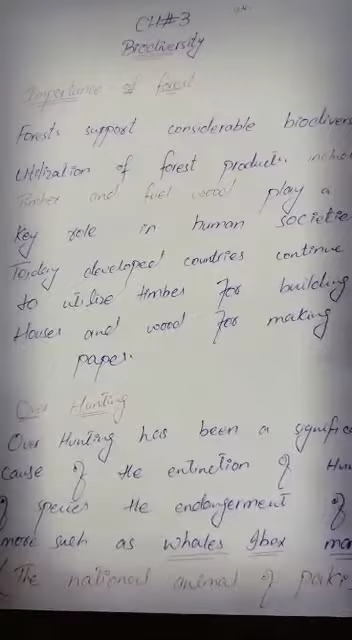 CH#3
Biodiversity
Importance of forest
Forests support considerable biodivers
Utilization of forest products includ
Timber and fuel wood play a
Key role in human societie
Today developed countries continue
to utilize timber for building
Houses and wood for making
paper.
Over Hunting
Over Hunting has been a significa
cause of the extinction of Hun
of species the endangerment of
more such as whales Ibex mar
(The national animal of pakis